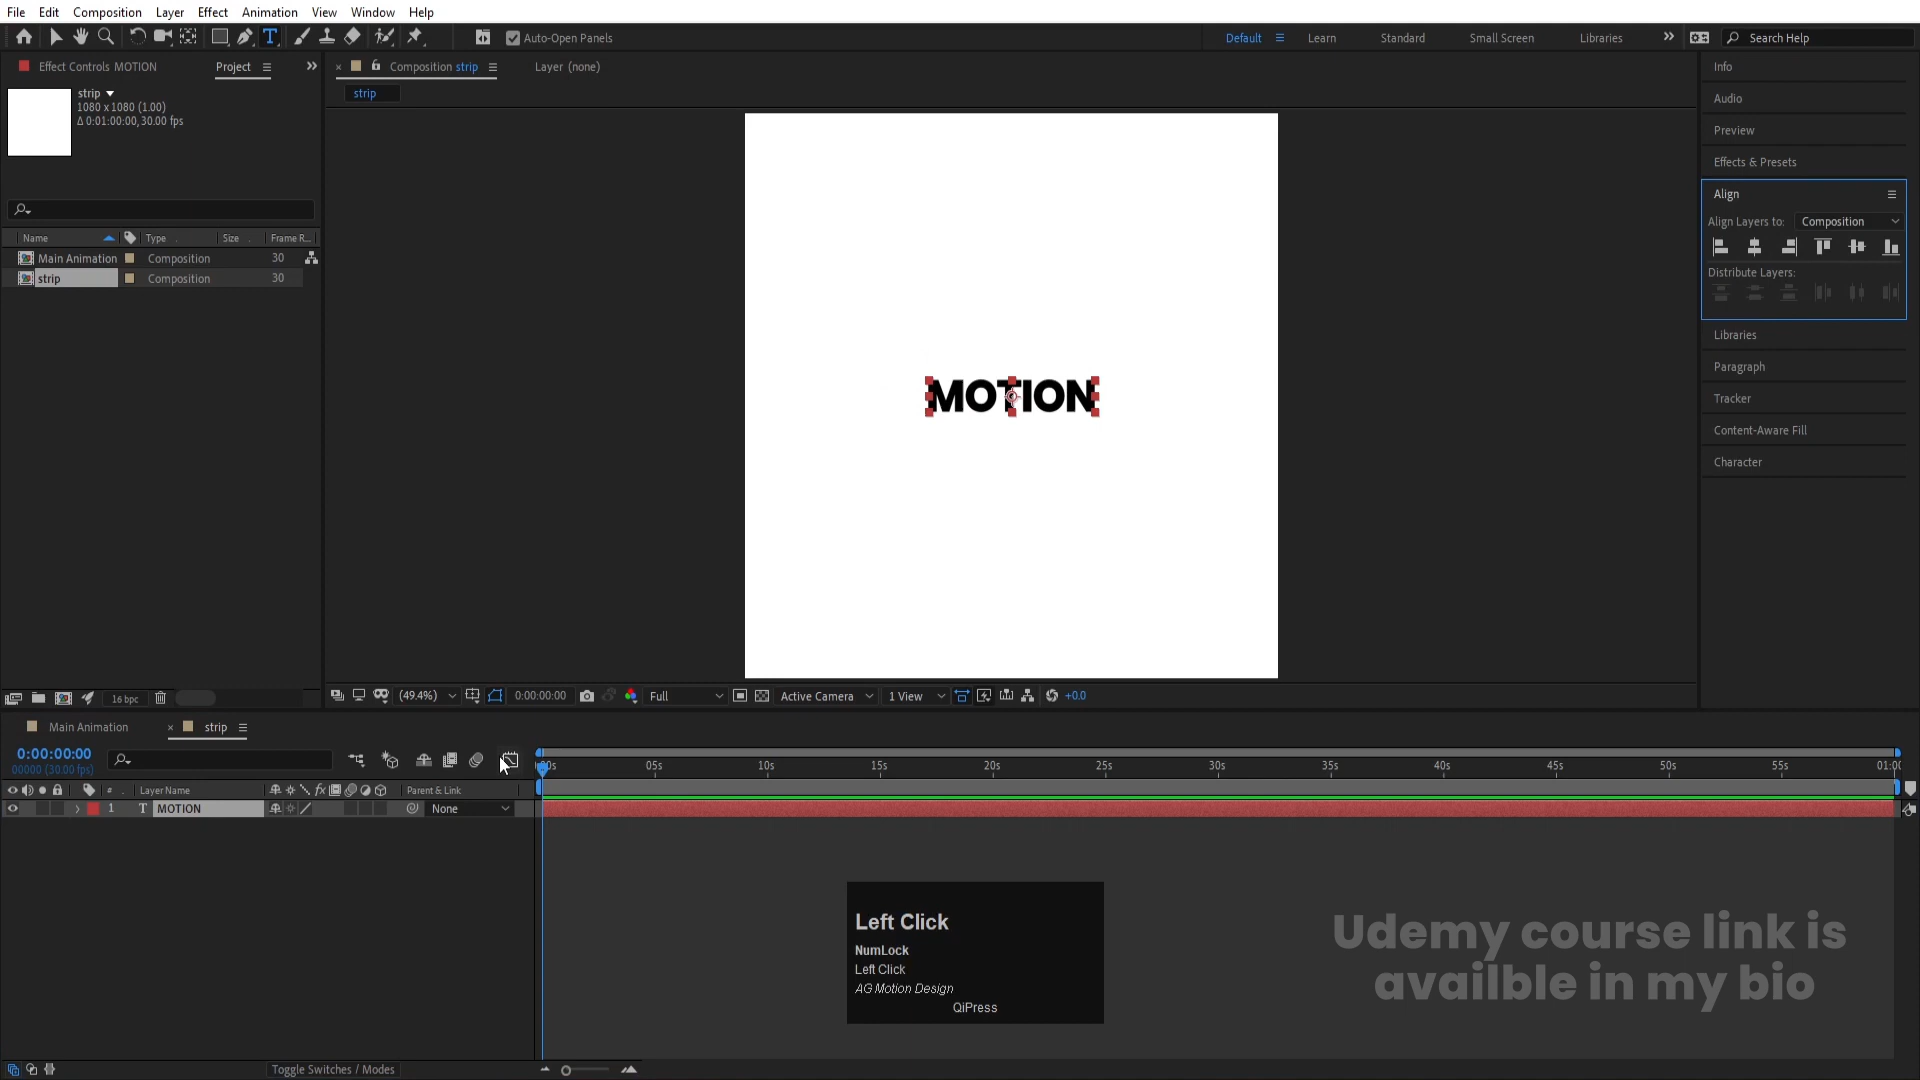 File Edit Composition Layer Effect Animation View Window Help
Auto-Open Panels
Default Learn Standard Small Screen Libraries Search Help
Effect Controls MOTION Project
Composition strip Layer (none)
strip
1080 x 1080 (1.00)
Δ 0:01:00:00, 30.00 fps
strip
Name Type Size Frame R...
Main Animation Composition 30
strip Composition 30
MOTION
Info
Audio
Preview
Effects & Presets
Align
Align Layers to: Composition
Distribute Layers:
Libraries
Paragraph
Tracker
Content-Aware Fill
Character
16 bpc
(49.4%) 0:00:00:00 Full Active Camera 1 View +0.0
Main Animation strip
0:00:00:00
00000 (30.00 fps)
05s 10s 15s 20s 25s 30s 35s 40s 45s 50s 55s
# Layer Name Parent & Link
1 T MOTION None
Left Click
NumLock
Left Click
AG Motion Design
QiPress
Udemy course link is
availble in my bio
Toggle Switches / Modes